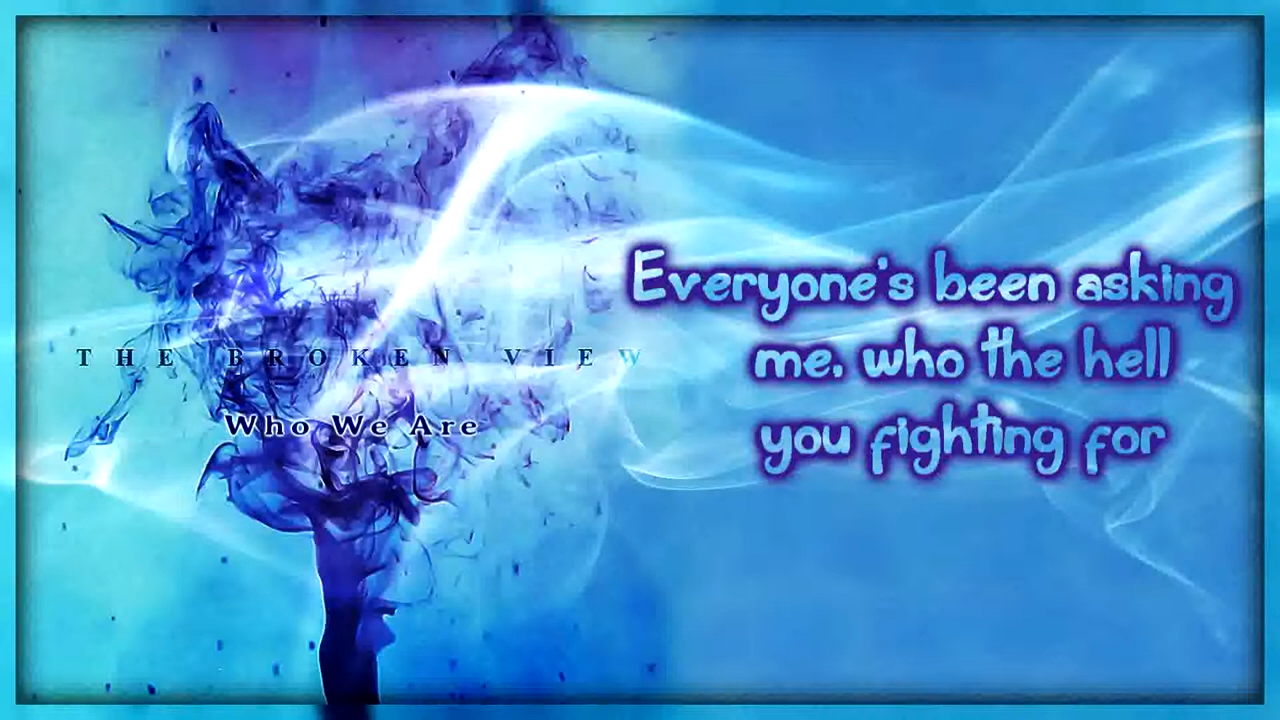 THE BROKEN VIEW
Who We Are
Everyone's been asking
me, who the hell
you fighting for